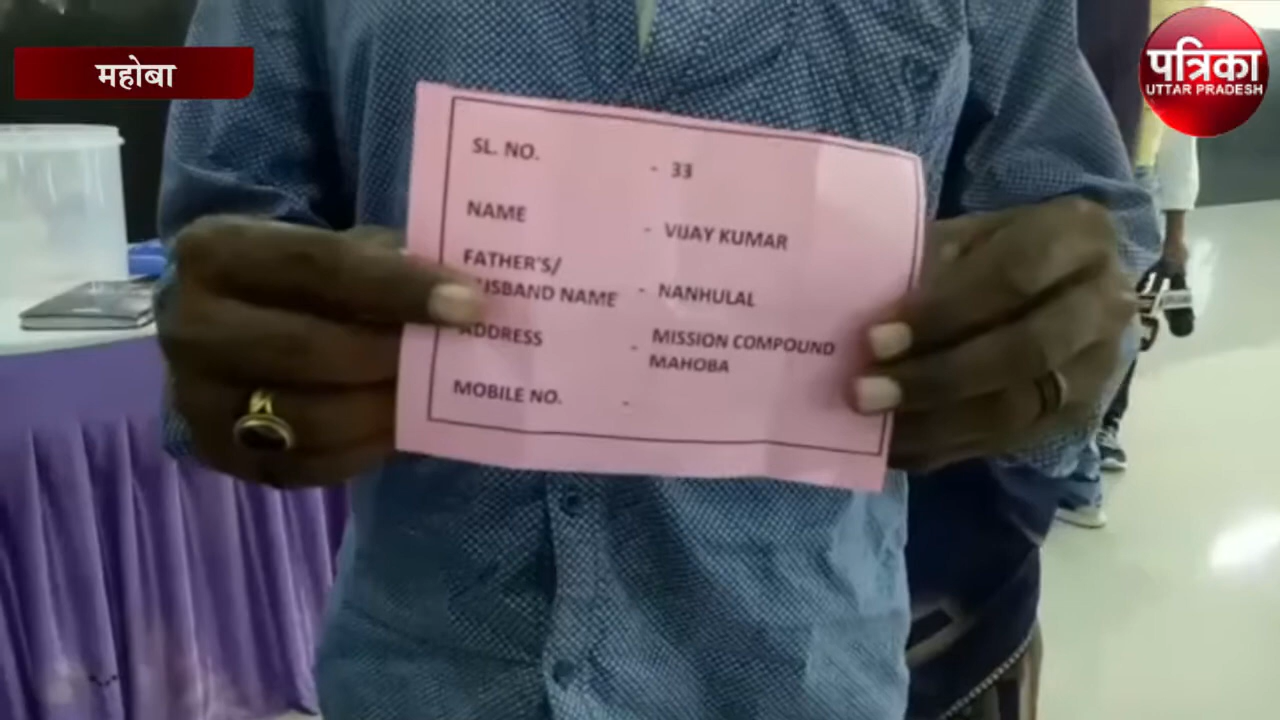 महोबा
पत्रिका
UTTAR PRADESH
SL. NO. - 33
NAME - VIJAY KUMAR
FATHER'S/
USBAND NAME - NANHULAL
ADDRESS - MISSION COMPOUND
MAHOBA
MOBILE NO. -